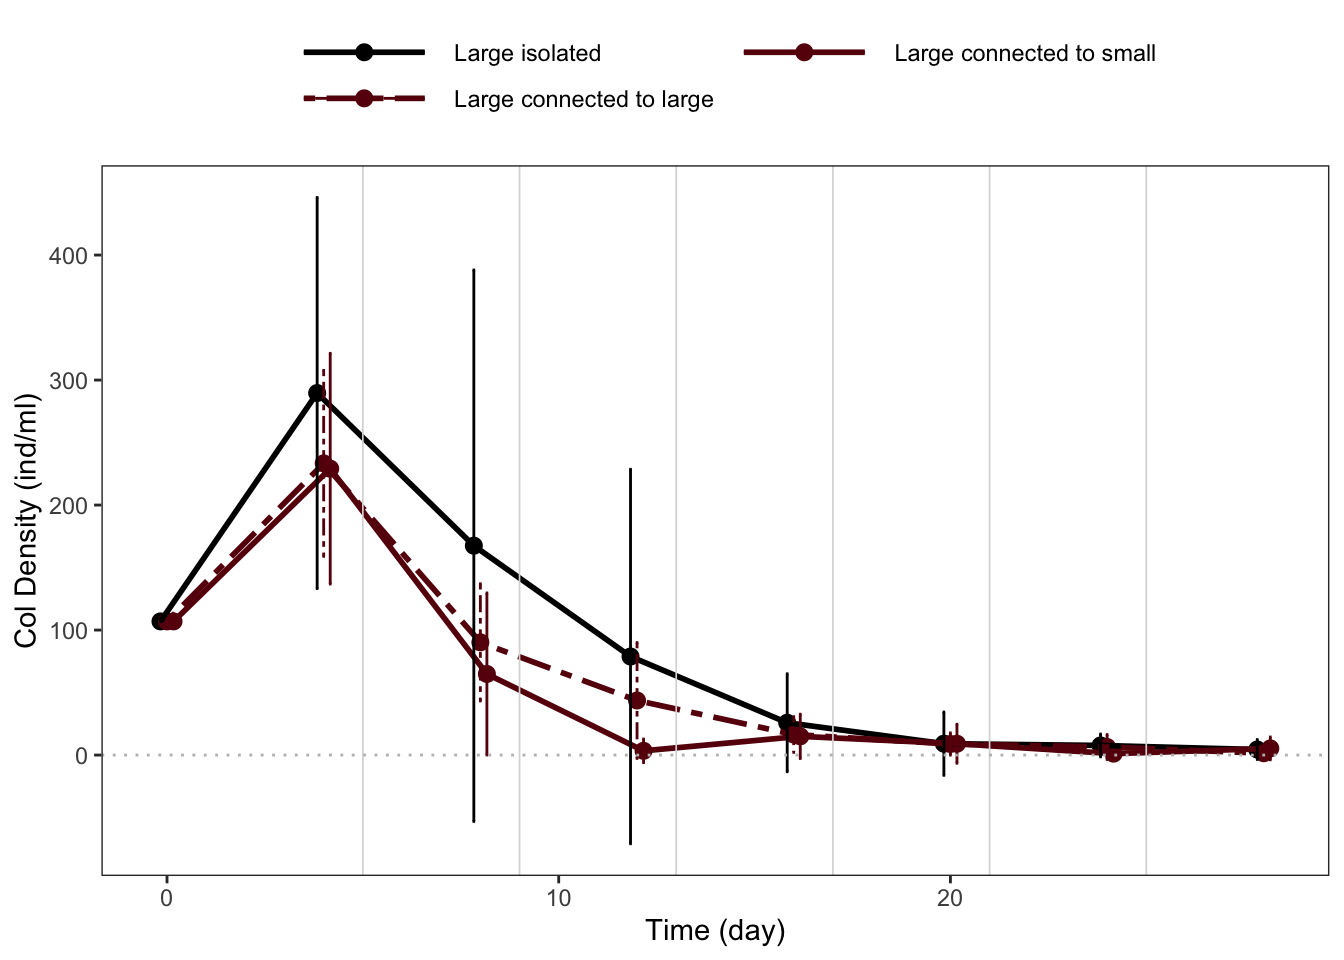 Large isolated
Large connected to small
Large connected to large
Col Density (ind/ml)
400
300
200
100
0
0
10
20
Time (day)